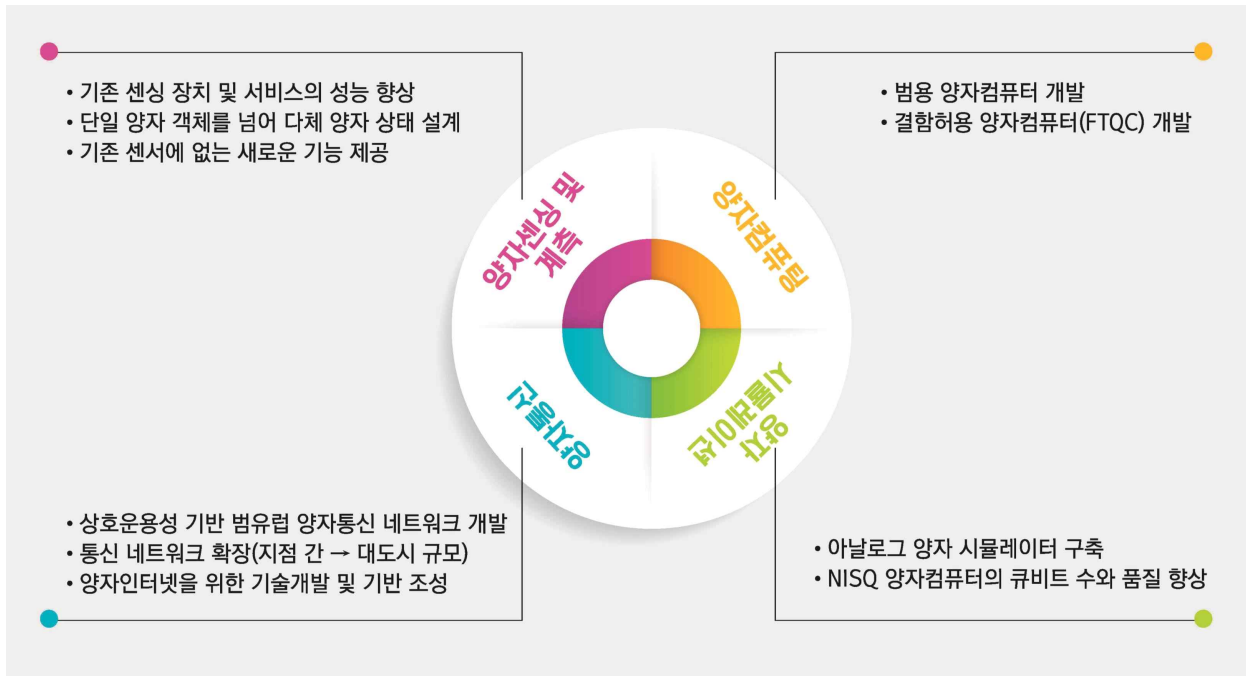 • 기존 센싱 장치 및 서비스의 성능 향상
• 단일 양자 객체를 넘어 다체 양자 상태 설계
• 기존 센서에 없는 새로운 기능 제공
• 범용 양자컴퓨터 개발
• 결함허용 양자컴퓨터(FTQC) 개발
양자센싱 및
계측
양자컴퓨팅
양자통신
양자
시뮬레이션
• 상호운용성 기반 범유럽 양자통신 네트워크 개발
• 통신 네트워크 확장(지점 간 → 대도시 규모)
• 양자인터넷을 위한 기술개발 및 기반 조성
• 아날로그 양자 시뮬레이터 구축
• NISQ 양자컴퓨터의 큐비트 수와 품질 향상